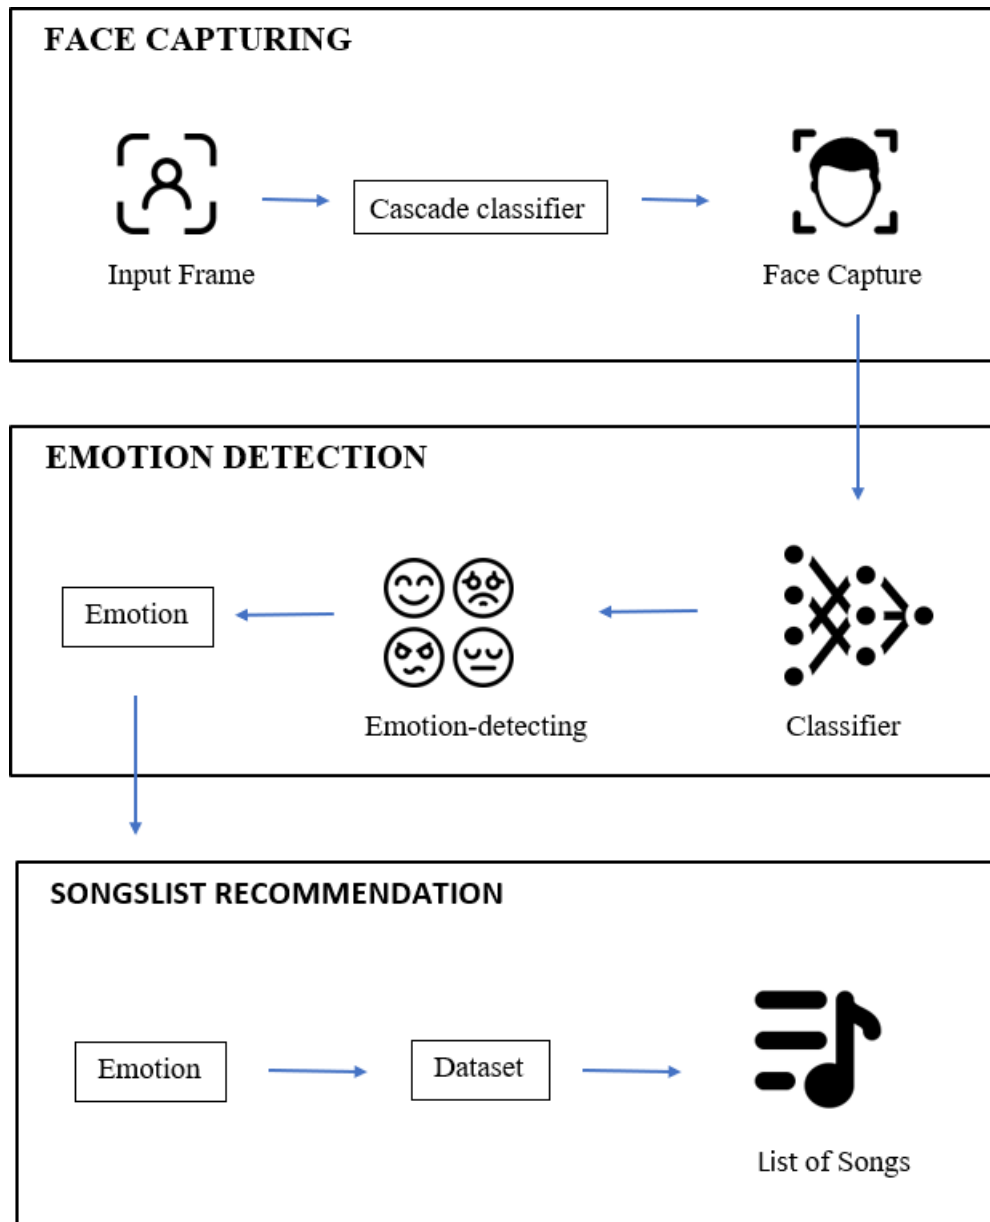 FACE CAPTURING
Cascade classifier
Input Frame
Face Capture
EMOTION DETECTION
Emotion
Emotion-detecting
Classifier
SONGSLIST RECOMMENDATION
Emotion
Dataset
List of Songs